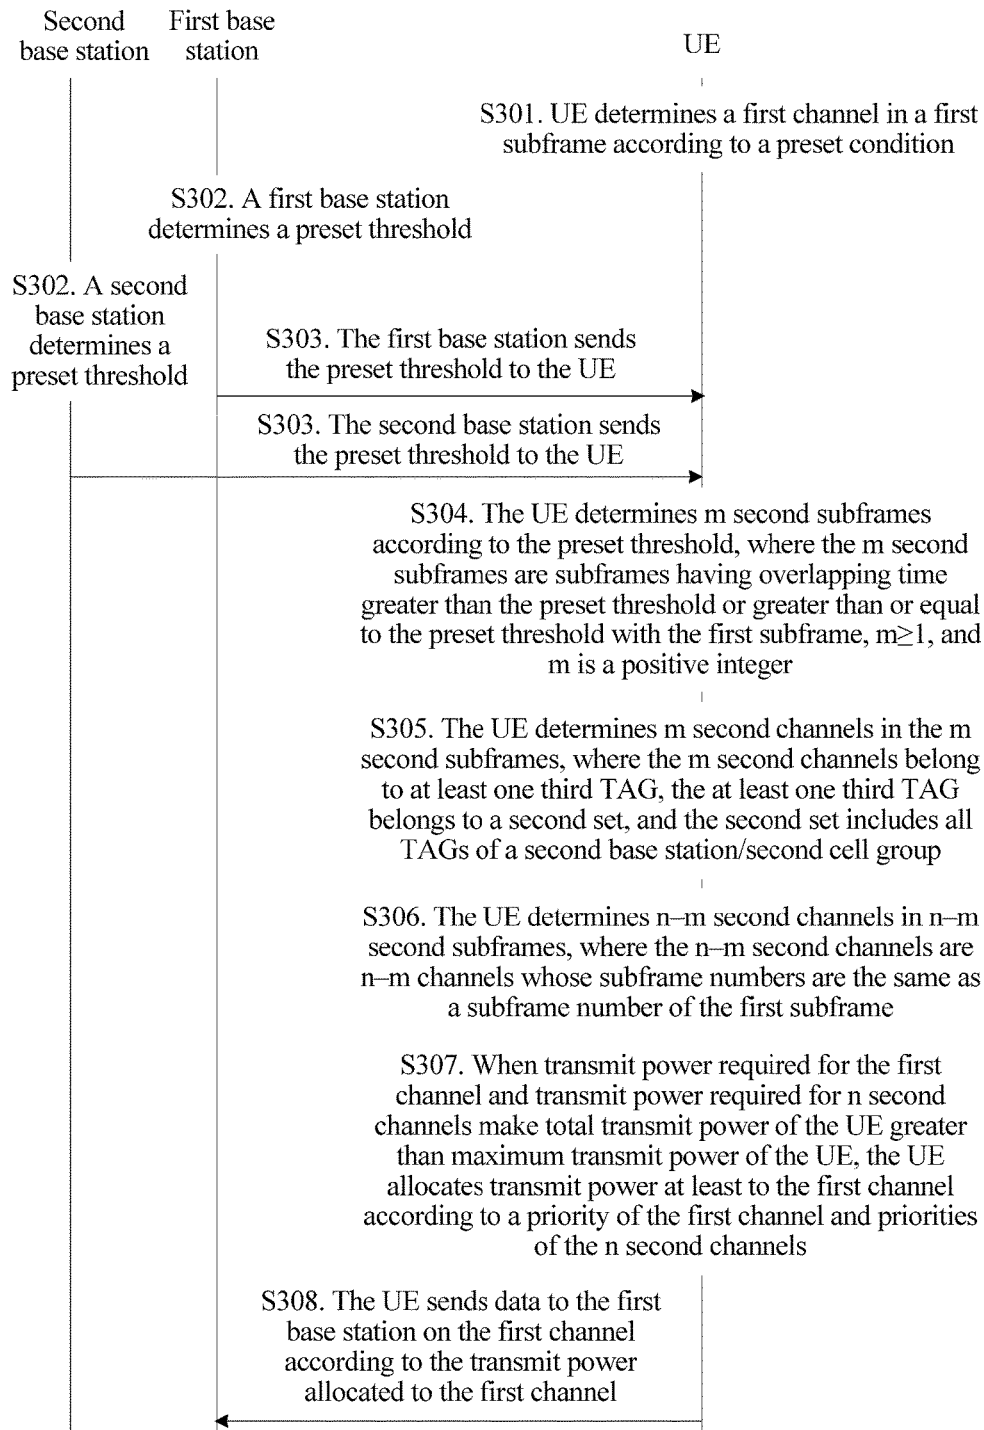 Second
base station
First base
station
UE
S301. UE determines a first channel in a first
subframe according to a preset condition
S302. A first base station
determines a preset threshold
S302. A second
base station
determines a
preset threshold
S303. The first base station sends
the preset threshold to the UE
S303. The second base station sends
the preset threshold to the UE
S304. The UE determines m second subframes
according to the preset threshold, where the m second
subframes are subframes having overlapping time
greater than the preset threshold or greater than or equal
to the preset threshold with the first subframe, m≥1, and
m is a positive integer
S305. The UE determines m second channels in the m
second subframes, where the m second channels belong
to at least one third TAG, the at least one third TAG
belongs to a second set, and the second set includes all
TAGs of a second base station/second cell group
S306. The UE determines n–m second channels in n–m
second subframes, where the n–m second channels are
n–m channels whose subframe numbers are the same as
a subframe number of the first subframe
S307. When transmit power required for the first
channel and transmit power required for n second
channels make total transmit power of the UE greater
than maximum transmit power of the UE, the UE
allocates transmit power at least to the first channel
according to a priority of the first channel and priorities
of the n second channels
S308. The UE sends data to the first
base station on the first channel
according to the transmit power
allocated to the first channel